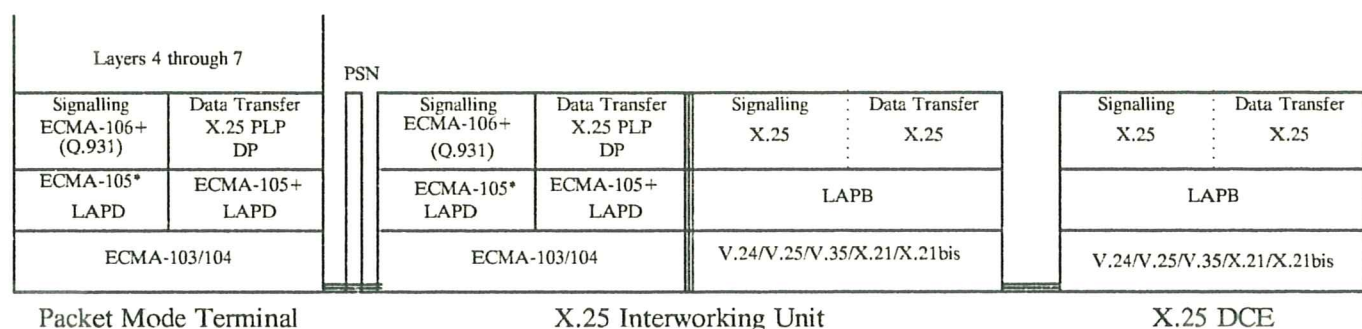 Layers 4 through 7
PSN
Signalling
ECMA-106+
(Q.931)
Data Transfer
X.25 PLP
DP
ECMA-105*
LAPD
ECMA-105+
LAPD
ECMA-103/104
Packet Mode Terminal
Signalling
ECMA-106+
(Q.931)
Data Transfer
X.25 PLP
DP
ECMA-105*
LAPD
ECMA-105+
LAPD
ECMA-103/104
Signalling
X.25
Data Transfer
X.25
LAPB
V.24/V.25/V.35/X.21/X.21bis
X.25 Interworking Unit
Signalling
X.25
Data Transfer
X.25
LAPB
V.24/V.25/V.35/X.21/X.21bis
X.25 DCE